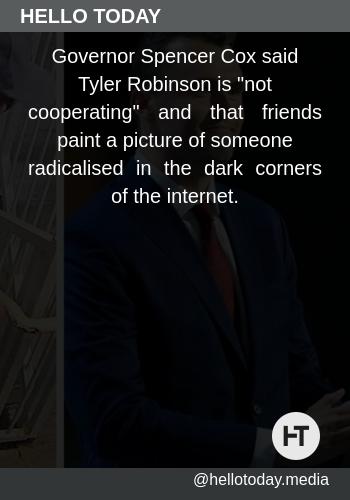 HELLO TODAY
Governor Spencer Cox said
Tyler Robinson is "not
cooperating" and that friends
paint a picture of someone
radicalised in the dark corners
of the internet.
HT
@hellotoday.media